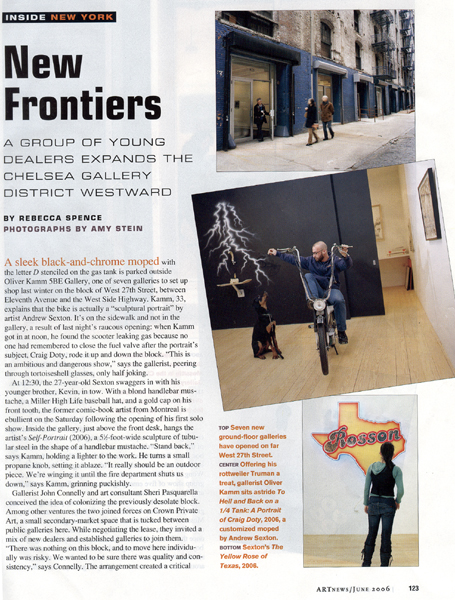 INSIDE NEW YORK
New
Frontiers
A GROUP OF YOUNG
DEALERS EXPANDS THE
CHELSEA GALLERY
DISTRICT WESTWARD
BY REBECCA SPENCE
PHOTOGRAPHS BY AMY STEIN
A sleek black-and-chrome moped with
the letter D stenciled on the gas tank is parked outside
Oliver Kamm 5BE Gallery, one of seven galleries to set up
shop last winter on the block of West 27th Street, between
Eleventh Avenue and the West Side Highway. Kamm, 33,
explains that the bike is actually a “sculptural portrait” by
artist Andrew Sexton. It’s on the sidewalk and not in the
gallery, a result of last night’s raucous opening: when Kamm
got in at noon, he found the scooter leaking gas because no
one had remembered to close the fuel valve after the portrait’s
subject, Craig Doty, rode it up and down the block. “This is
an ambitious and dangerous show,” says the gallerist, peering
through tortoiseshell glasses, only half joking.
At 12:30, the 27-year-old Sexton swaggers in with his
younger brother, Kevin, in tow. With a blond handlebar mus-
tache, a Miller High Life baseball hat, and a gold cap on his
front tooth, the former comic-book artist from Montreal is
ebullient on the Saturday following the opening of his first solo
show. Inside the gallery, just above the front desk, hangs the
artist’s Self-Portrait (2006), a 5½-foot-wide sculpture of tubu-
lar steel in the shape of a handlebar mustache. “Stand back,”
says Kamm, holding a lighter to the work. He turns a small
propane knob, setting it ablaze. “It really should be an outdoor
piece. We’re winging it until the fire department shuts us
down,” says Kamm, grinning puckishly.
Gallerist John Connelly and art consultant Sheri Pasquarella
conceived the idea of colonizing the previously desolate block.
Among other ventures the two joined forces on Crown Private
Art, a small secondary-market space that is tucked between
public galleries here. While negotiating the lease, they invited a
mix of new dealers and established galleries to join them.
“There was nothing on this block, and to move here individu-
ally was risky. We wanted to be sure there was quality and con-
sistency,” says Connelly. The arrangement created a critical
TOP Seven new
ground-floor galleries
have opened on far
West 27th Street.
CENTER Offering his
rottweiler Truman a
treat, gallerist Oliver
Kamm sits astride To
Hell and Back on a
1/4 Tank: A Portrait
of Craig Doty, 2006, a
customized moped
by Andrew Sexton.
BOTTOM Sexton’s The
Yellow Rose of
Texas, 2006.
Rosson
ARTNEWS/JUNE 2006 123